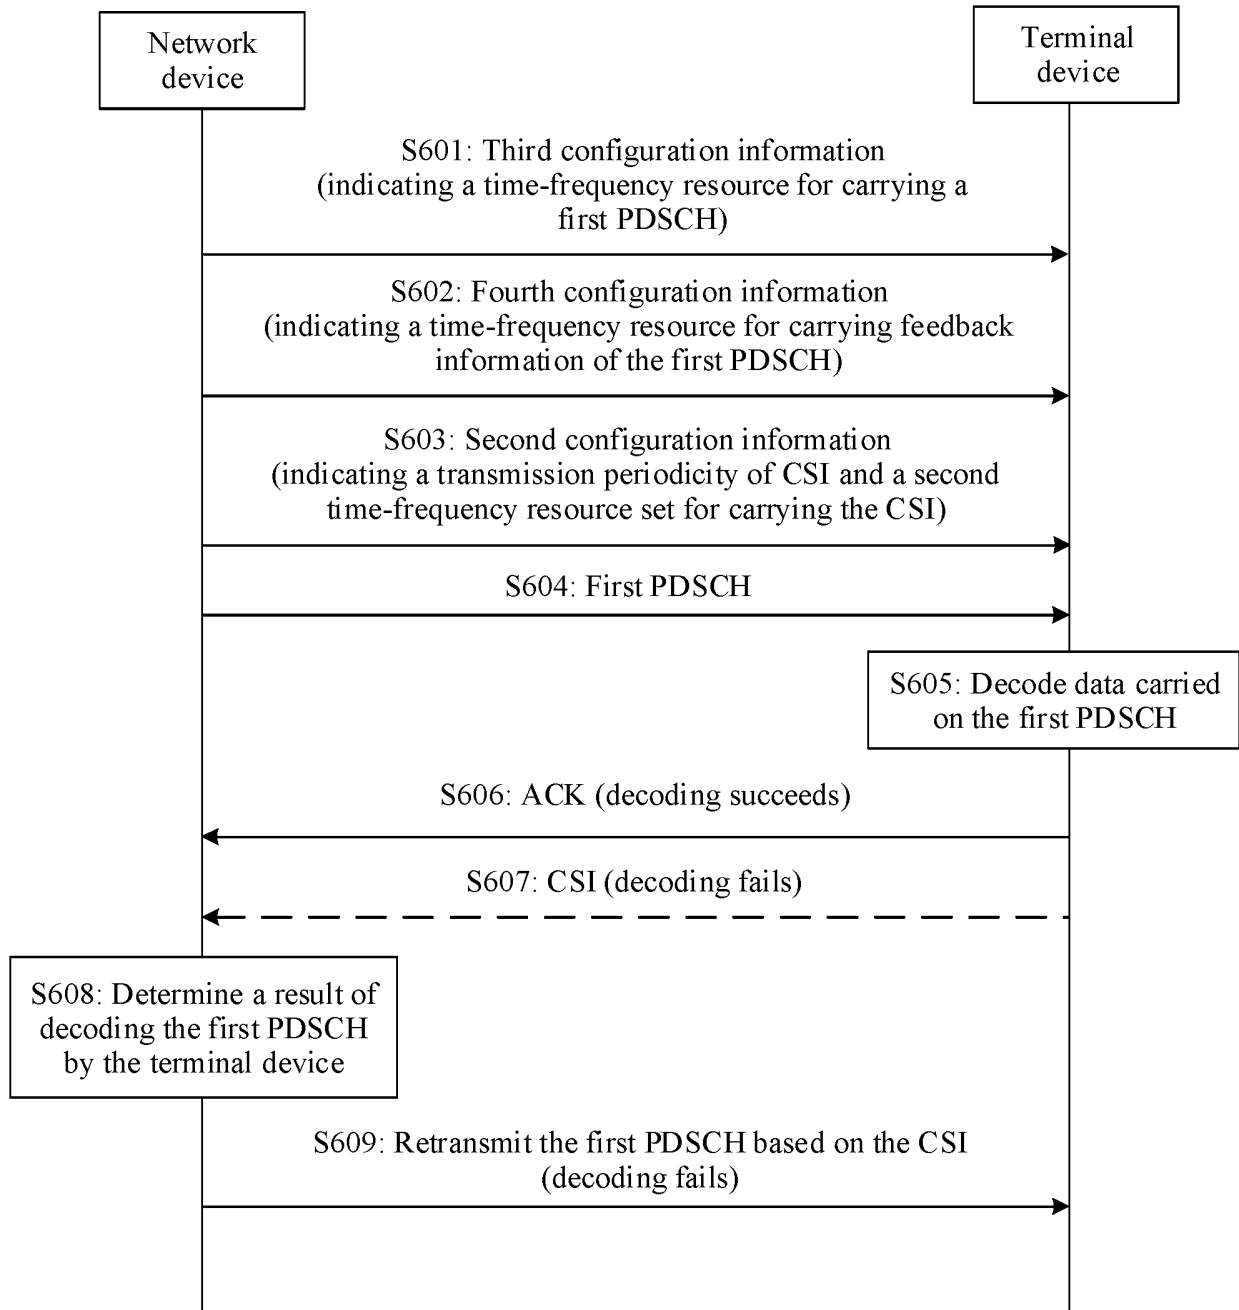 Network
device
Terminal
device
S601: Third configuration information
(indicating a time-frequency resource for carrying a
first PDSCH)
S602: Fourth configuration information
(indicating a time-frequency resource for carrying feedback
information of the first PDSCH)
S603: Second configuration information
(indicating a transmission periodicity of CSI and a second
time-frequency resource set for carrying the CSI)
S604: First PDSCH
S605: Decode data carried
on the first PDSCH
S606: ACK (decoding succeeds)
S607: CSI (decoding fails)
S608: Determine a result of
decoding the first PDSCH
by the terminal device
S609: Retransmit the first PDSCH based on the CSI
(decoding fails)